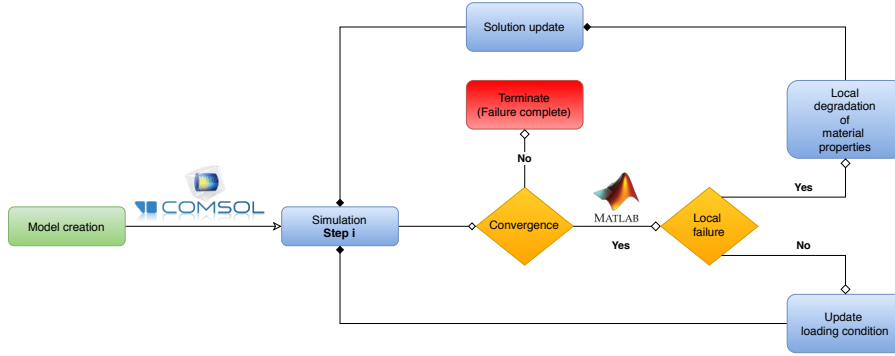 Solution update
Terminate
(Failure complete)
Local
degradation
of
material
properties
No
COMSOL
MATLAB
Yes
Model creation
Simulation
Step i
Convergence
Local
failure
Yes
No
Update
loading condition